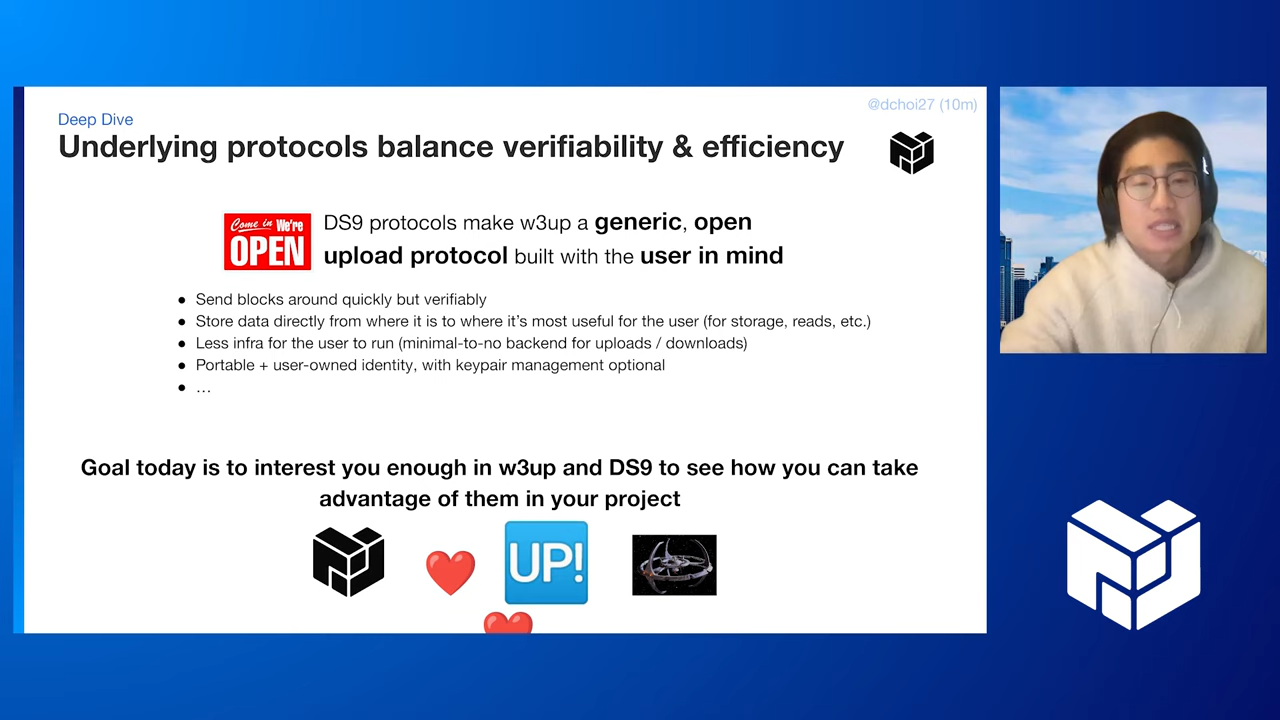 @dchoi27 (10m)
Deep Dive
Underlying protocols balance verifiability & efficiency
Come in We're
OPEN
DS9 protocols make w3up a generic, open
upload protocol built with the user in mind
● Send blocks around quickly but verifiably
● Store data directly from where it is to where it’s most useful for the user (for storage, reads, etc.)
● Less infra for the user to run (minimal-to-no backend for uploads / downloads)
● Portable + user-owned identity, with keypair management optional
● …
Goal today is to interest you enough in w3up and DS9 to see how you can take
advantage of them in your project
UP!